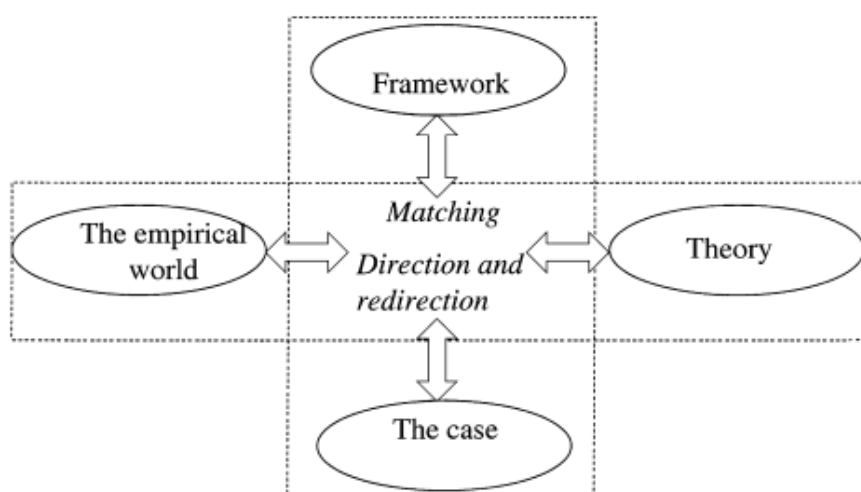 Framework
Matching
The empirical
world
Direction and
redirection
Theory
The case